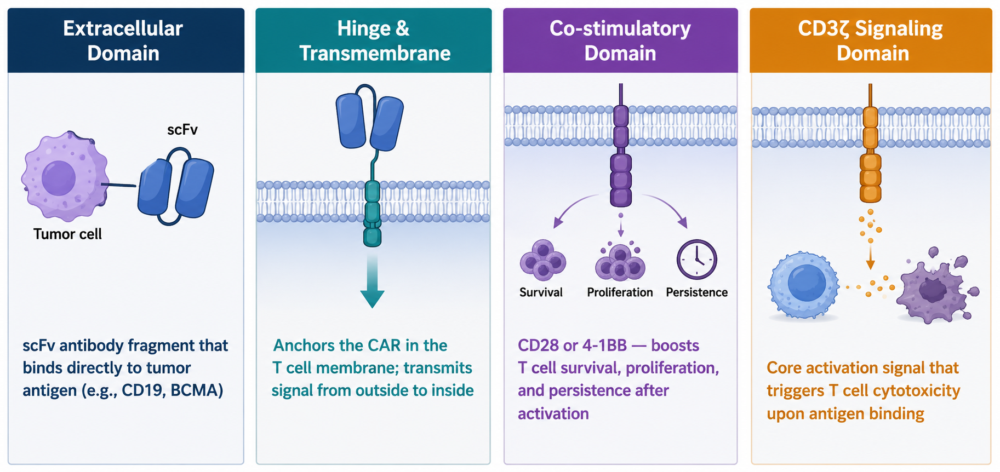 Extracellular
Domain
scFv
Tumor cell
scFv antibody fragment that
binds directly to tumor
antigen (e.g., CD19, BCMA)
Hinge &
Transmembrane
Anchors the CAR in the
T cell membrane; transmits
signal from outside to inside
Co-stimulatory
Domain
Survival
Proliferation
Persistence
CD28 or 4-1BB — boosts
T cell survival, proliferation,
and persistence after
activation
CD3ζ Signaling
Domain
Core activation signal that
triggers T cell cytotoxicity
upon antigen binding